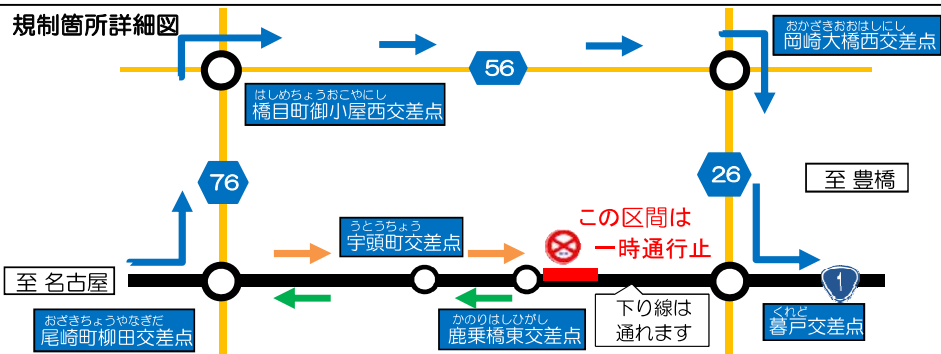 規制箇所詳細図
おかざきおおはしにし
岡崎大橋西交差点
56
はしめちょうおこやにし
橋目町御小屋西交差点
76
26
至 豊橋
うとうちょう
宇頭町交差点
この区間は
一時通行止
至 名古屋
1
下り線は
通れます
おざきちょうやなぎだ
尾崎町柳田交差点
かのりはしひがし
鹿乗橋東交差点
くれど
暮戸交差点